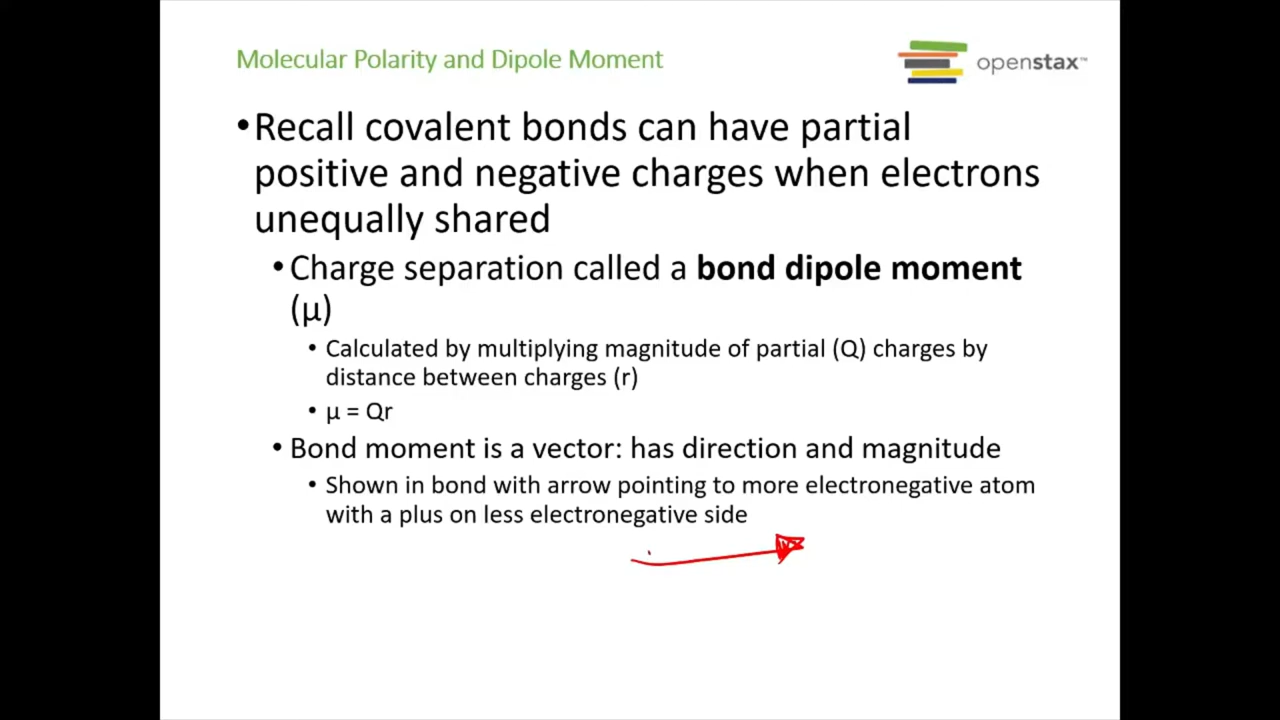 Molecular Polarity and Dipole Moment
openstax™
•Recall covalent bonds can have partial
positive and negative charges when electrons
unequally shared
•Charge separation called a bond dipole moment
(μ)
• Calculated by multiplying magnitude of partial (Q) charges by
distance between charges (r)
• μ = Qr
• Bond moment is a vector: has direction and magnitude
• Shown in bond with arrow pointing to more electronegative atom
with a plus on less electronegative side